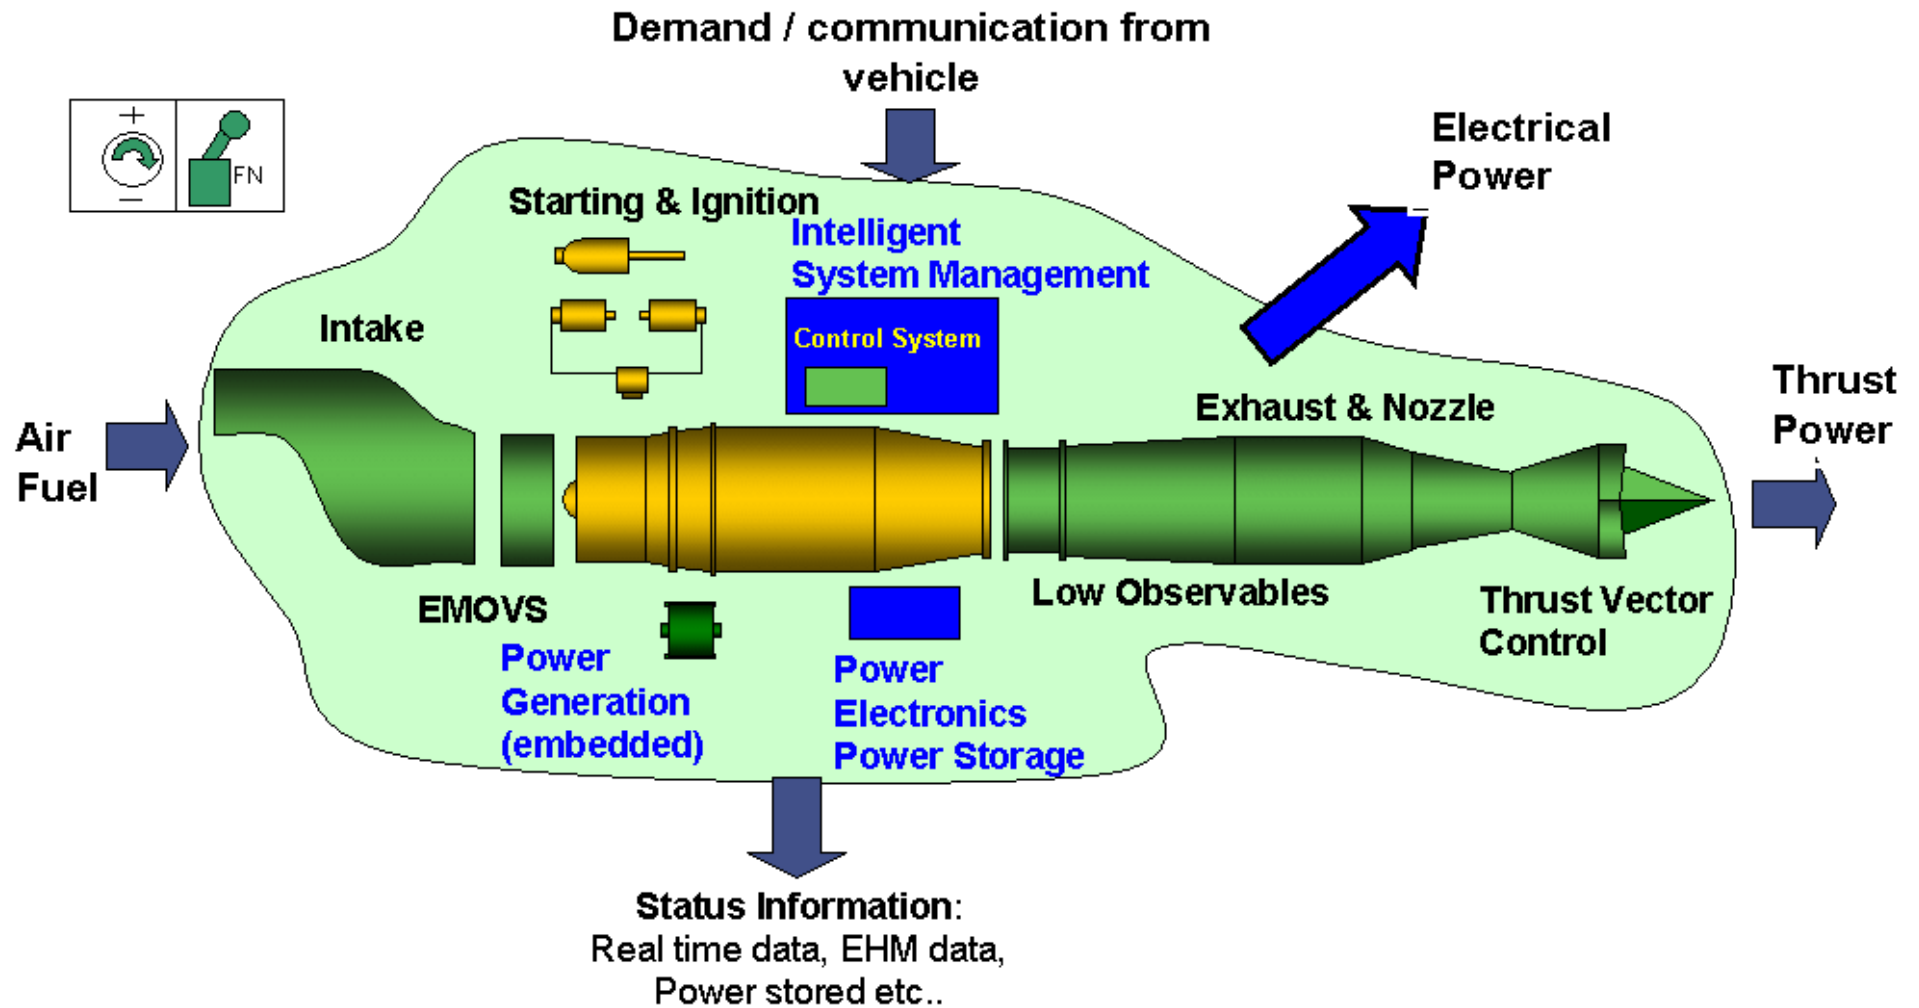 Demand / communication from
vehicle
+
FN
−
Electrical
Power
Starting & Ignition
Intelligent
System Management
Intake
Control System
Exhaust & Nozzle
Thrust
Power
Air
Fuel
EMOVS
Low Observables
Thrust Vector
Control
Power
Generation
(embedded)
Power
Electronics
Power Storage
Status Information:
Real time data, EHM data,
Power stored etc..